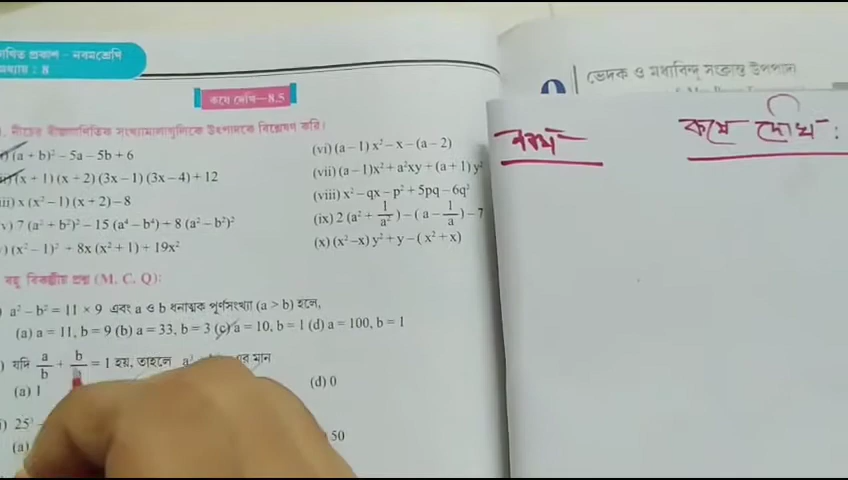 গণিত প্রকাশ - নবমশ্রেণি
অধ্যায় : 8
কষে দেখি—8.5
নীচের বীজগাণিতিক সংখ্যামালাগুলিকে উৎপাদকে বিশ্লেষণ করি।
(a + b)² – 5a – 5b + 6
(x + 1) (x + 2) (3x – 1) (3x – 4) + 12
iii) x (x² – 1) (x + 2) – 8
v) 7 (a² + b²)² – 15 (a⁴ – b⁴) + 8 (a² – b²)²
) (x² – 1)² + 8x (x² + 1) + 19x²
(vi) (a – 1) x² – x – (a – 2)
(vii) (a – 1)x² + a²xy + (a + 1) y²
(viii) x² – qx – p² + 5pq – 6q²
(ix) 2 (a² + 1/a²) – ( a – 1/a ) – 7
(x) (x² – x) y² + y – ( x² + x)
বহু বিকল্পীয় প্রশ্ন (M. C. Q):
a² – b² = 11 × 9 এবং a ও b ধনাত্মক পূর্ণসংখ্যা (a > b) হলে,
(a) a = 11, b = 9 (b) a = 33, b = 3 (c) a = 10, b = 1 (d) a = 100, b = 1
) যদি a/b + b/ = 1 হয়, তাহলে মান
(a) 1 (d) 0
) 25³
(a) 50
ভেদক ও মধ্যবিন্দু সংক্রান্ত উপপাদ্য
নবম
কষে দেখি :